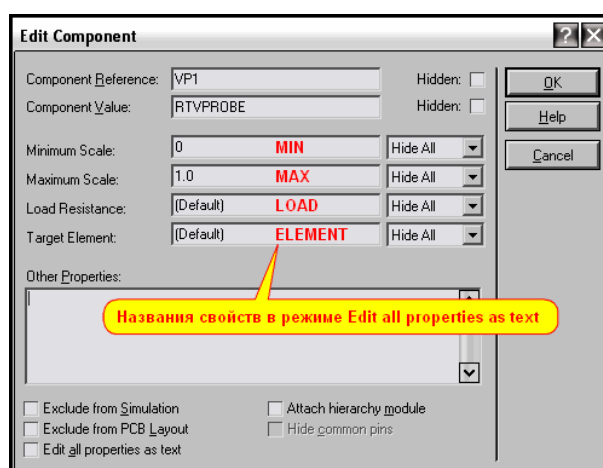 Edit Component
? X
Component Reference: VP1 Hidden: OK
Component Value: RTVPROBE Hidden: Help
Minimum Scale: 0 MIN Hide All Cancel
Maximum Scale: 1.0 MAX Hide All
Load Resistance: (Default) LOAD Hide All
Target Element: (Default) ELEMENT Hide All
Other Properties:
Названия свойств в режиме Edit all properties as text
Exclude from Simulation Attach hierarchy module
Exclude from PCB Layout Hide common pins
Edit all properties as text